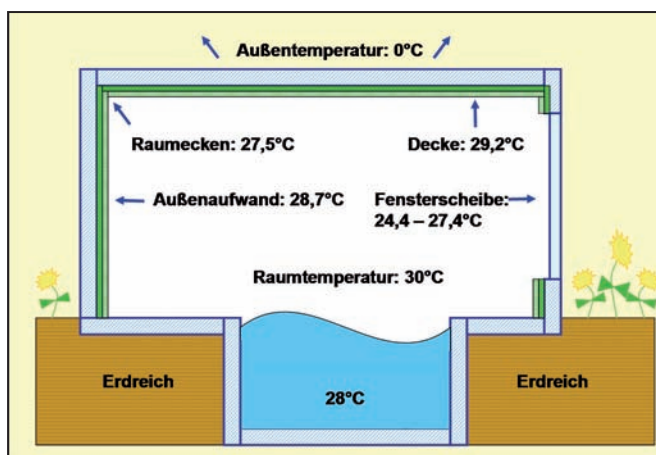 Außentemperatur: 0°C
Raumecken: 27,5°C
Decke: 29,2°C
Außenaufwand: 28,7°C
Fensterscheibe:
24,4 – 27,4°C
Raumtemperatur: 30°C
Erdreich
28°C
Erdreich